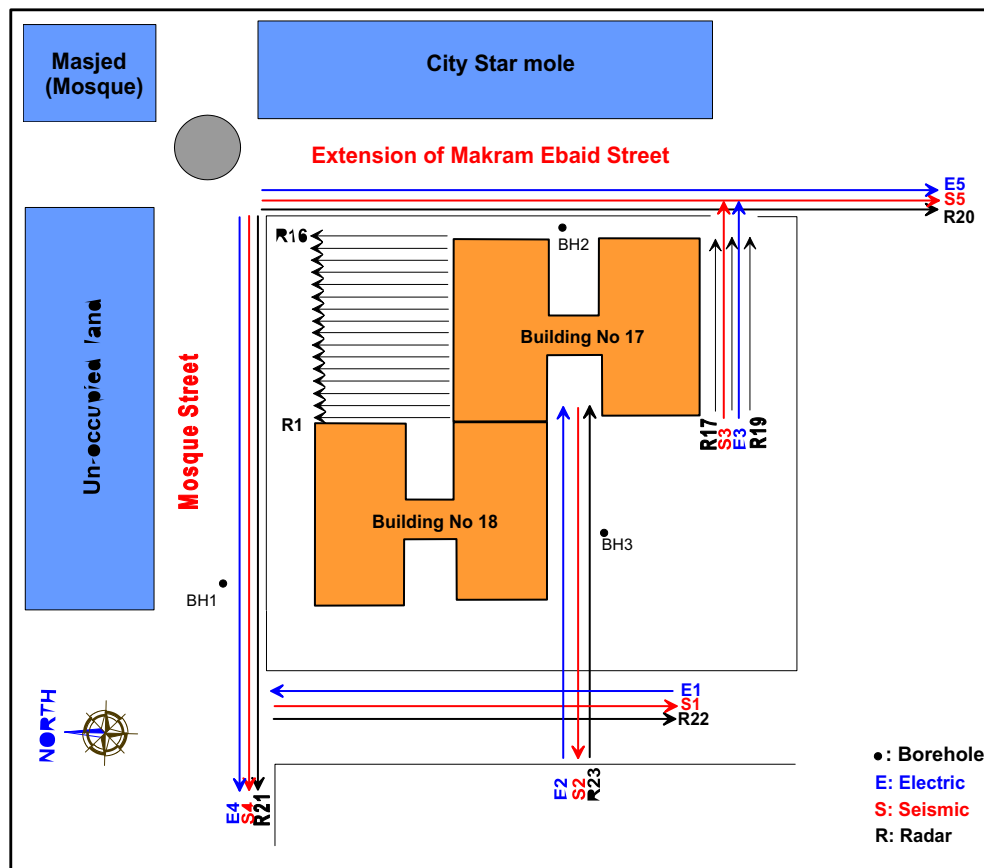 Masjed
(Mosque)
City Star mole
Extension of Makram Ebaid Street
E5
S5
R20
R16
BH2
Building No 17
R1
R17
S3
E3
R19
Un-occupied land
Mosque Street
Building No 18
BH3
BH1
E1
S1
R22
NORTH
E4
S4
R21
E2
S2
R23
: Borehole
E: Electric
S: Seismic
R: Radar